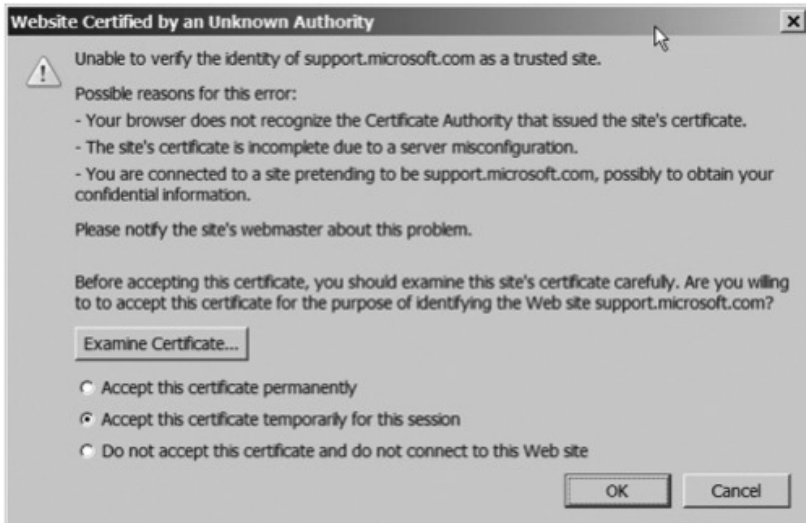 Website Certified by an Unknown Authority
Unable to verify the identity of support.microsoft.com as a trusted site.
Possible reasons for this error:
- Your browser does not recognize the Certificate Authority that issued the site's certificate.
- The site's certificate is incomplete due to a server misconfiguration.
- You are connected to a site pretending to be support.microsoft.com, possibly to obtain your
confidential information.
Please notify the site's webmaster about this problem.
Before accepting this certificate, you should examine this site's certificate carefully. Are you willing
to to accept this certificate for the purpose of identifying the Web site support.microsoft.com?
Examine Certificate...
Accept this certificate permanently
Accept this certificate temporarily for this session
Do not accept this certificate and do not connect to this Web site
OK Cancel